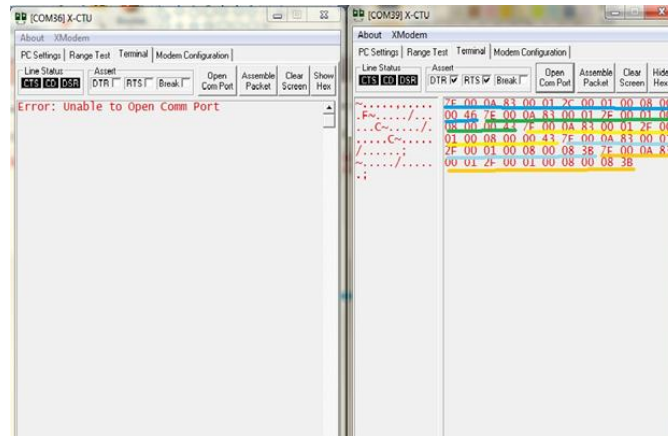 [COM36] X-CTU
About XModem
PC Settings Range Test Terminal Modem Configuration
Line Status
CTS CD DSR
Assert
DTR RTS Break
Open Com Port
Assemble Packet
Clear Screen
Show Hex
Error: Unable to Open Comm Port
[COM39] X-CTU
About XModem
PC Settings Range Test Terminal Modem Configuration
Line Status
CTS CD DSR
Assert
DTR RTS Break
Open Com Port
Assemble Packet
Clear Screen
Hide Hex
~.....,..... 7E 00 0A 83 00 01 2C 00 01 00 08 0
.F~...../... 00 46 7E 00 0A 83 00 01 2F 00 01 00
...C~...../. 08 00 00 43 7E 00 0A 83 00 01 2F 00
.....C~..... 01 00 08 00 00 43 7E 00 0A 83 00 01
/......; 2F 00 01 00 08 00 08 3B 7E 00 0A 83
~...../..... 00 01 2F 00 01 00 08 00 08 3B
.;